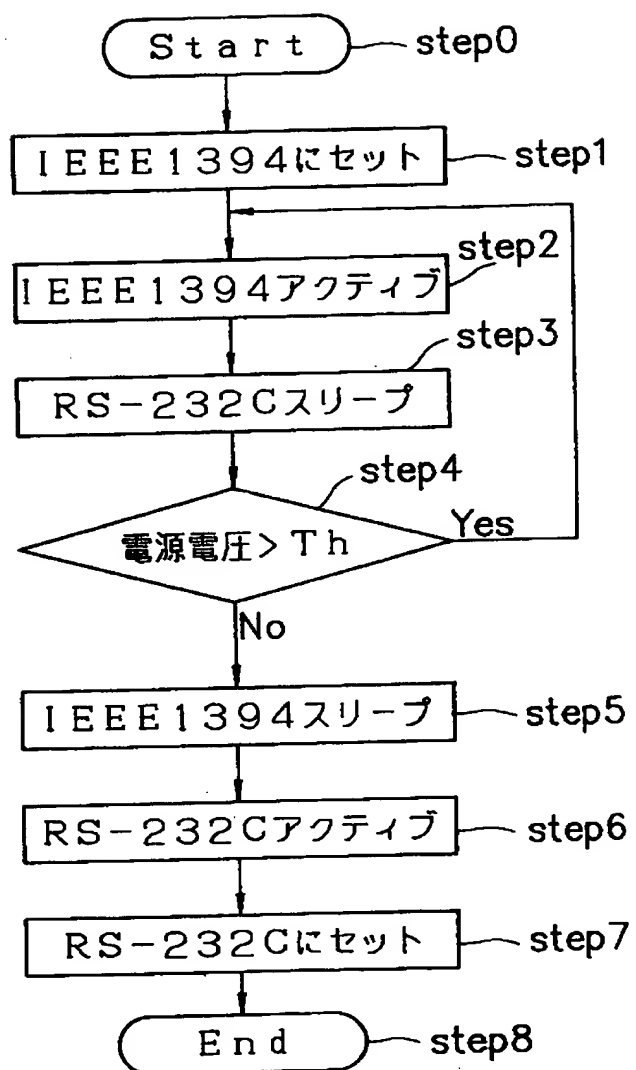 Start
step0
IEEE1394にセット
step1
IEEE1394アクティブ
step2
RS-232Cスリープ
step3
電源電圧>Th
step4
Yes
No
IEEE1394スリープ
step5
RS-232Cアクティブ
step6
RS-232Cにセット
step7
End
step8